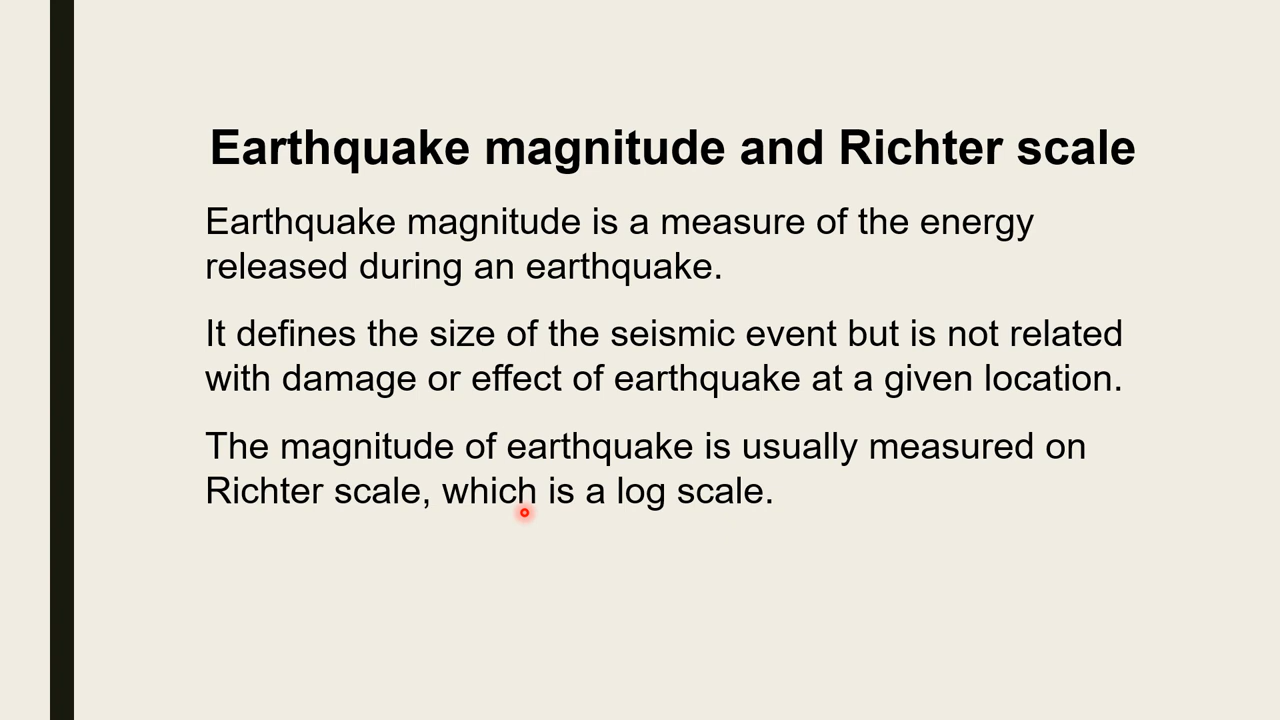 Earthquake magnitude and Richter scale
Earthquake magnitude is a measure of the energy
released during an earthquake.
It defines the size of the seismic event but is not related
with damage or effect of earthquake at a given location.
The magnitude of earthquake is usually measured on
Richter scale, which is a log scale.